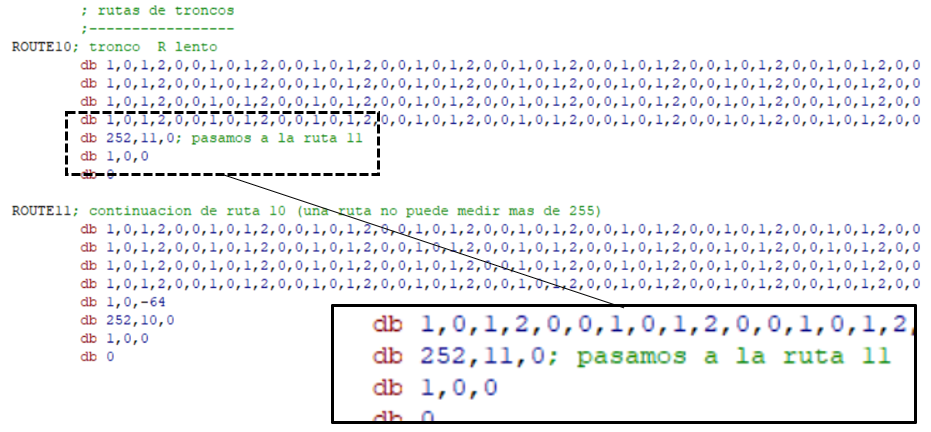 ; rutas de troncos
;-----------------
ROUTE10; tronco  R lento
db 1,0,1,2,0,0,1,0,1,2,0,0,1,0,1,2,0,0,1,0,1,2,0,0,1,0,1,2,0,0,1,0,1,2,0,0,1,0,1,2,0,0,1,0,1,2,0,0
db 1,0,1,2,0,0,1,0,1,2,0,0,1,0,1,2,0,0,1,0,1,2,0,0,1,0,1,2,0,0,1,0,1,2,0,0,1,0,1,2,0,0,1,0,1,2,0,0
db 1,0,1,2,0,0,1,0,1,2,0,0,1,0,1,2,0,0,1,0,1,2,0,0,1,0,1,2,0,0,1,0,1,2,0,0,1,0,1,2,0,0,1,0,1,2,0,0
db 1,0,1,2,0,0,1,0,1,2,0,0,1,0,1,2,0,0,1,0,1,2,0,0,1,0,1,2,0,0,1,0,1,2,0,0,1,0,1,2,0,0,1,0,1,2,0,0
db 252,11,0; pasamos a la ruta 11
db 1,0,0
db 0
ROUTE11; continuacion de ruta 10 (una ruta no puede medir mas de 255)
db 1,0,1,2,0,0,1,0,1,2,0,0,1,0,1,2,0,0,1,0,1,2,0,0,1,0,1,2,0,0,1,0,1,2,0,0,1,0,1,2,0,0,1,0,1,2,0,0
db 1,0,1,2,0,0,1,0,1,2,0,0,1,0,1,2,0,0,1,0,1,2,0,0,1,0,1,2,0,0,1,0,1,2,0,0,1,0,1,2,0,0,1,0,1,2,0,0
db 1,0,1,2,0,0,1,0,1,2,0,0,1,0,1,2,0,0,1,0,1,2,0,0,1,0,1,2,0,0,1,0,1,2,0,0,1,0,1,2,0,0,1,0,1,2,0,0
db 1,0,1,2,0,0,1,0,1,2,0,0,1,0,1,2,0,0,1,0,1,2,0,0,1,0,1,2,0,0,1,0,1,2,0,0,1,0,1,2,0,0,1,0,1,2,0,0
db 1,0,-64
db 252,10,0
db 1,0,0
db 0
db 1,0,1,2,0,0,1,0,1,2,0,0,1,0,1,2,
db 252,11,0; pasamos a la ruta 11
db 1,0,0
db 0